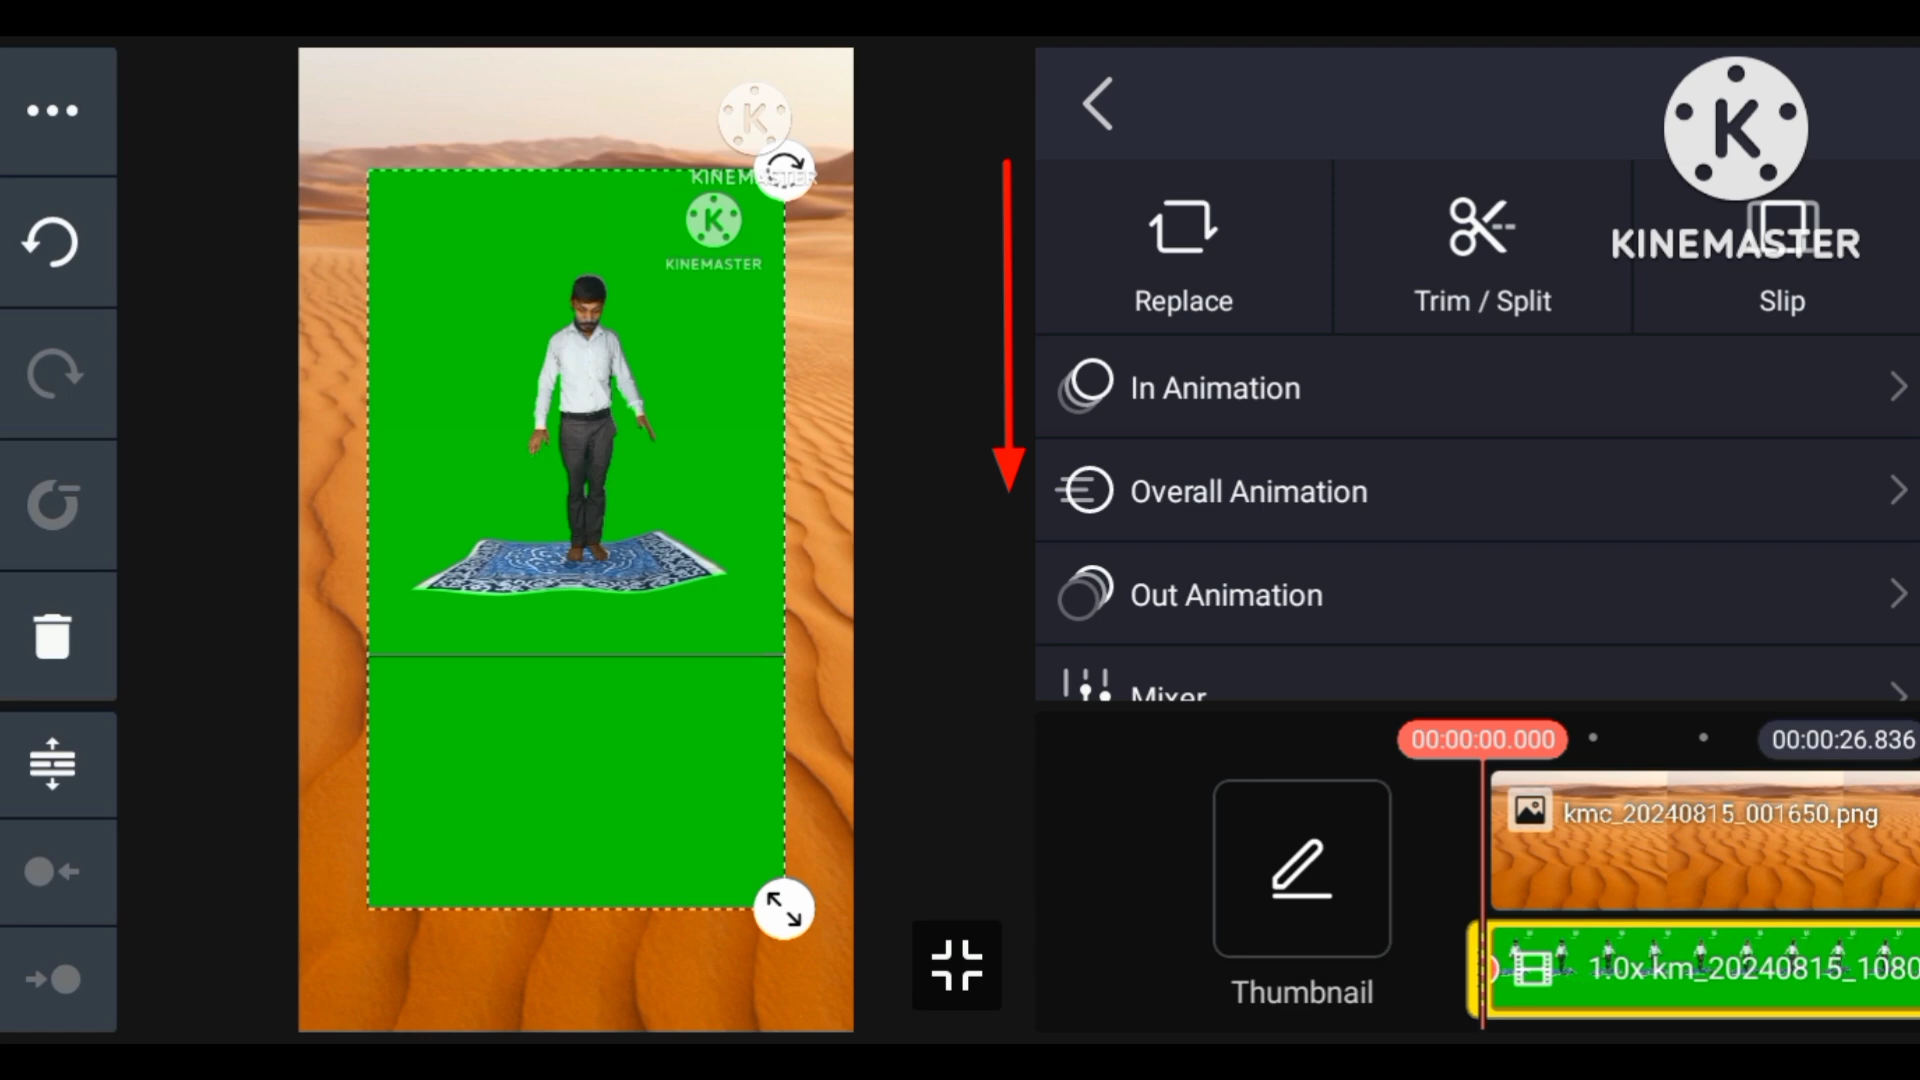 K
KINEMASTER
K
KINEMASTER
K
KINEMASTER
Replace
Trim / Split
Slip
In Animation
Overall Animation
Out Animation
Mixer
00:00:00.000
00:00:26.836
kmc_20240815_001650.png
1.0x km_20240815_1080
Thumbnail